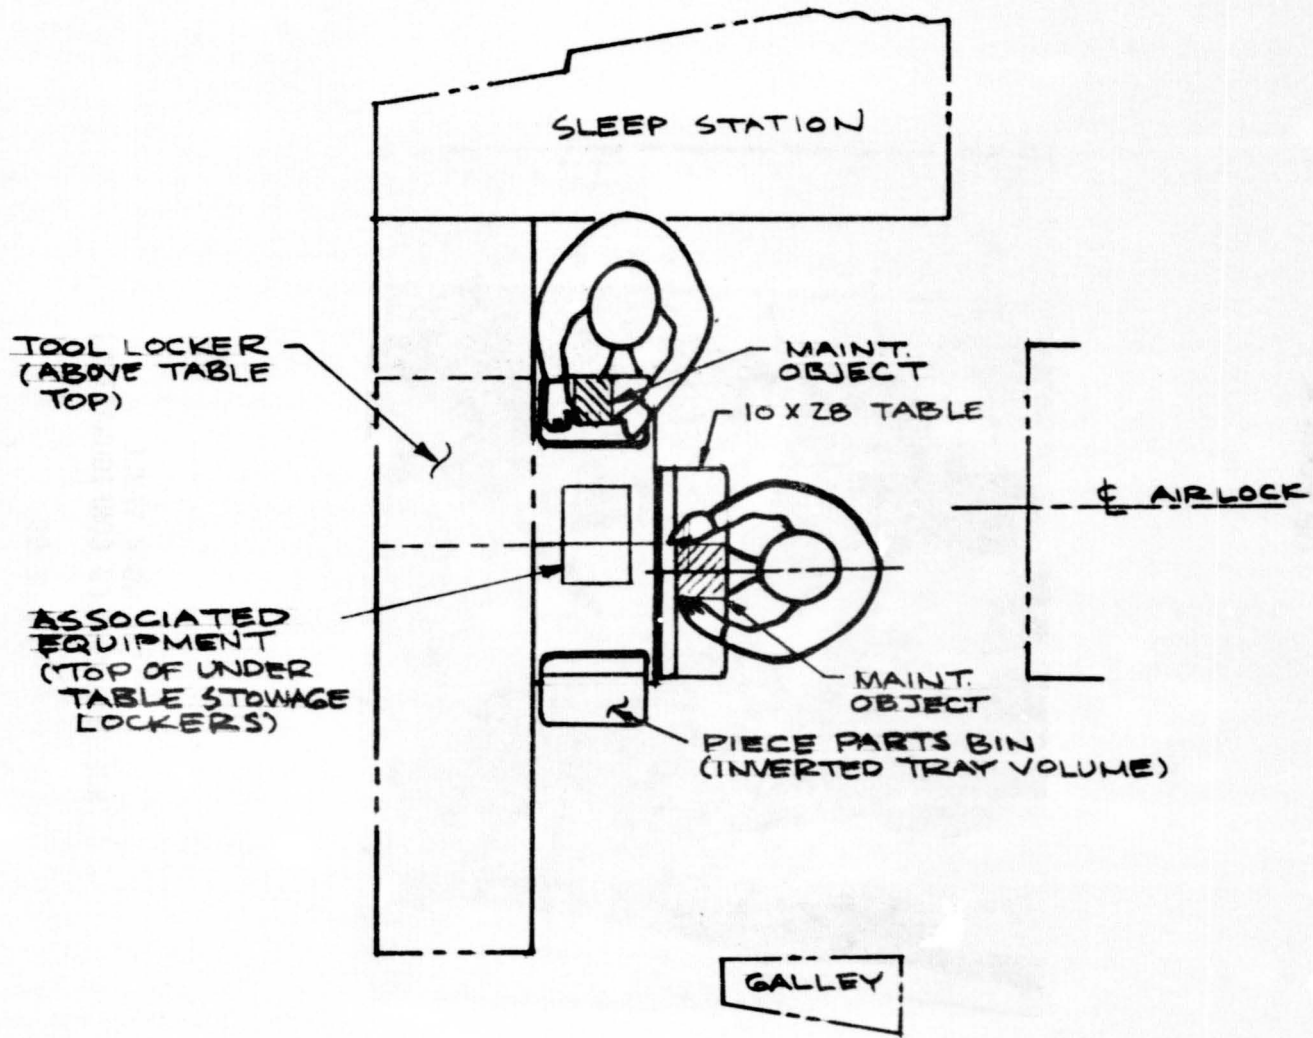 SLEEP STATION
TOOL LOCKER
(ABOVE TABLE
TOP)
MAINT.
OBJECT
10 X 28 TABLE
℄ AIRLOCK
ASSOCIATED
EQUIPMENT
(TOP OF UNDER
TABLE STOWAGE
LOCKERS)
MAINT.
OBJECT
PIECE PARTS BIN
(INVERTED TRAY VOLUME)
GALLEY